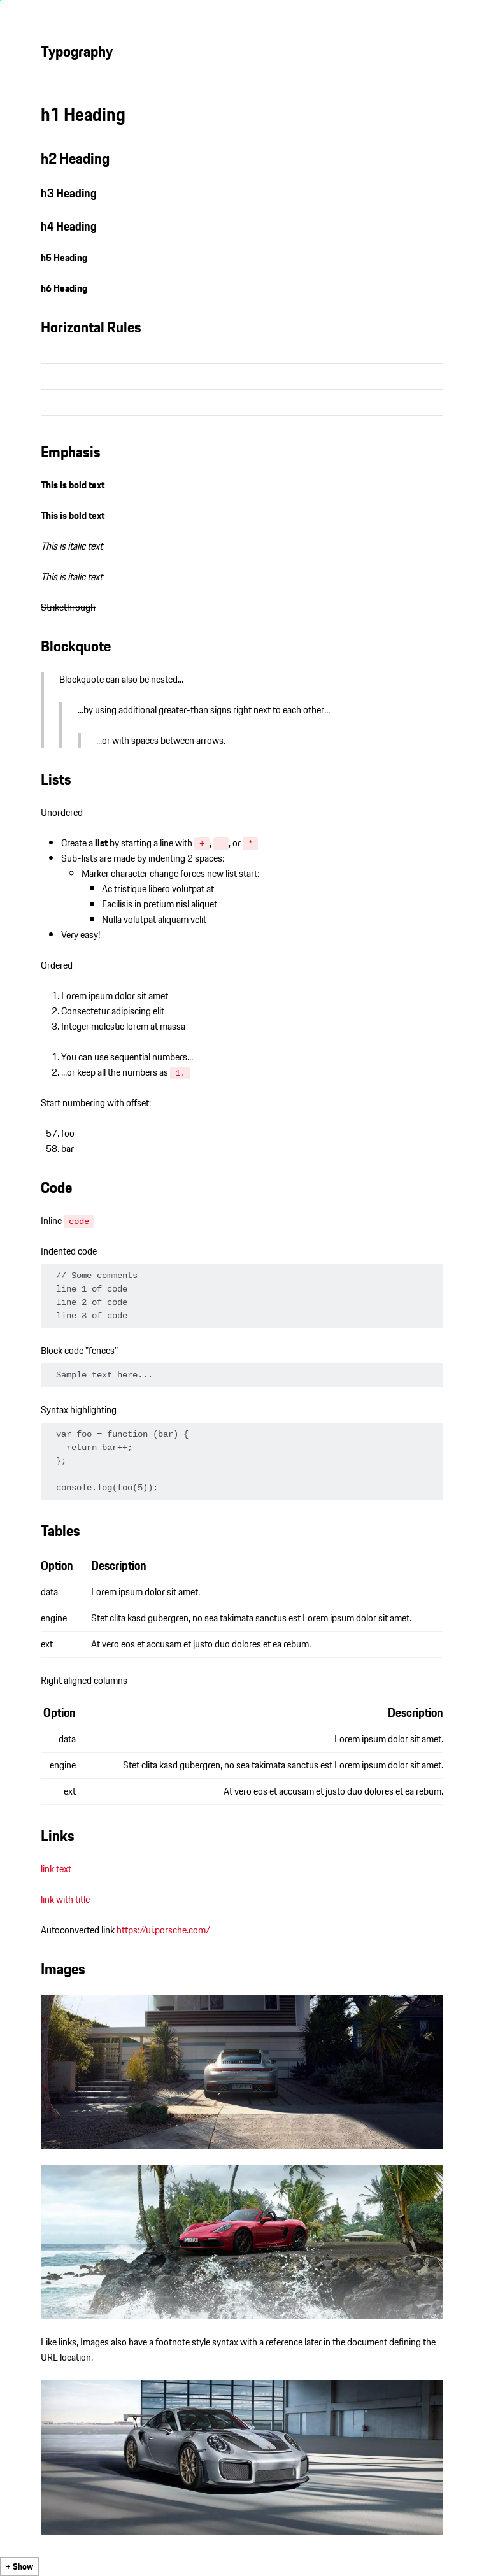 Typography
h1 Heading
h2 Heading
h3 Heading
h4 Heading
h5 Heading
h6 Heading
Horizontal Rules
Emphasis
This is bold text
This is bold text
This is italic text
This is italic text
Strikethrough
Blockquote
Blockquote can also be nested...
...by using additional greater-than signs right next to each other...
...or with spaces between arrows.
Lists
Unordered
Create a list by starting a line with + , - , or *
Sub-lists are made by indenting 2 spaces:
Marker character change forces new list start:
Ac tristique libero volutpat at
Facilisis in pretium nisl aliquet
Nulla volutpat aliquam velit
Very easy!
Ordered
1. Lorem ipsum dolor sit amet
2. Consectetur adipiscing elit
3. Integer molestie lorem at massa
1. You can use sequential numbers...
2. ...or keep all the numbers as 1.
Start numbering with offset:
57. foo
58. bar
Code
Inline code
Indented code
// Some comments
line 1 of code
line 2 of code
line 3 of code
Block code "fences"
Sample text here...
Syntax highlighting
var foo = function (bar) {
  return bar++;
};
console.log(foo(5));
Tables
Option Description
data Lorem ipsum dolor sit amet.
engine Stet clita kasd gubergren, no sea takimata sanctus est Lorem ipsum dolor sit amet.
ext At vero eos et accusam et justo duo dolores et ea rebum.
Right aligned columns
Option Description
data Lorem ipsum dolor sit amet.
engine Stet clita kasd gubergren, no sea takimata sanctus est Lorem ipsum dolor sit amet.
ext At vero eos et accusam et justo duo dolores et ea rebum.
Links
link text
link with title
Autoconverted link https://ui.porsche.com/
Images
Like links, Images also have a footnote style syntax with a reference later in the document defining the
URL location.
+ Show